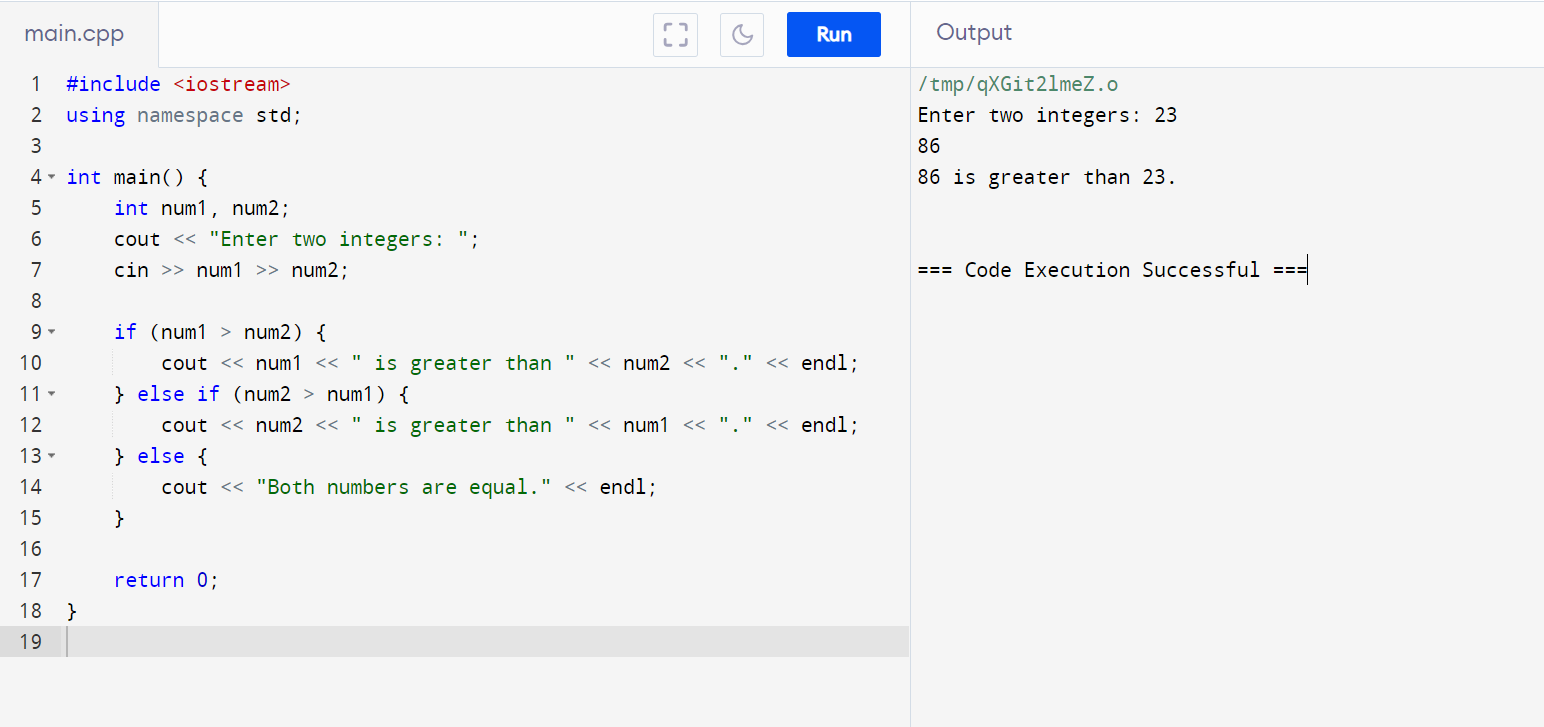 main.cpp
Run
1 #include <iostream>
2 using namespace std;
3
4 int main() {
5     int num1, num2;
6     cout << "Enter two integers: ";
7     cin >> num1 >> num2;
8
9     if (num1 > num2) {
10         cout << num1 << " is greater than " << num2 << "." << endl;
11     } else if (num2 > num1) {
12         cout << num2 << " is greater than " << num1 << "." << endl;
13     } else {
14         cout << "Both numbers are equal." << endl;
15     }
16
17     return 0;
18 }
19
Output
/tmp/qXGit2lmeZ.o
Enter two integers: 23
86
86 is greater than 23.
=== Code Execution Successful ===